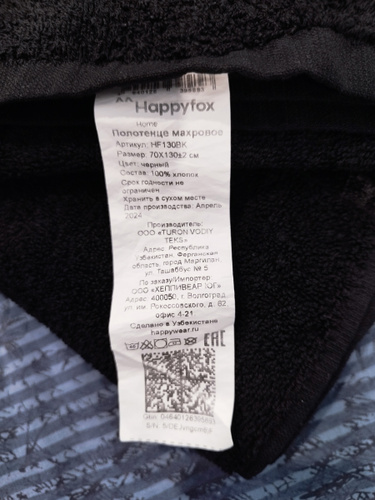 Happyfox
Home
Полотенце махровое
Артикул: HF130BK
Размер: 70X130±2 см
Цвет: черный
Состав: 100% хлопок
Срок годности не
ограничен
Хранить в сухом месте
Дата производства: Апрель
2024
Производитель:
ООО «TURON VODIY
TEKS»
Адрес: Республика
Узбекистан, Ферганская
область, город Маргилан,
ул. Ташаббус № 5
По заказу/Импортер:
ООО «ХЕППИВЕАР ЮГ»
Адрес: 400050, г. Волгоград,
ул. им. Рокоссовского, д. 62,
офис 4-21
Сделано в Узбекистане
happywear.ru
EAC